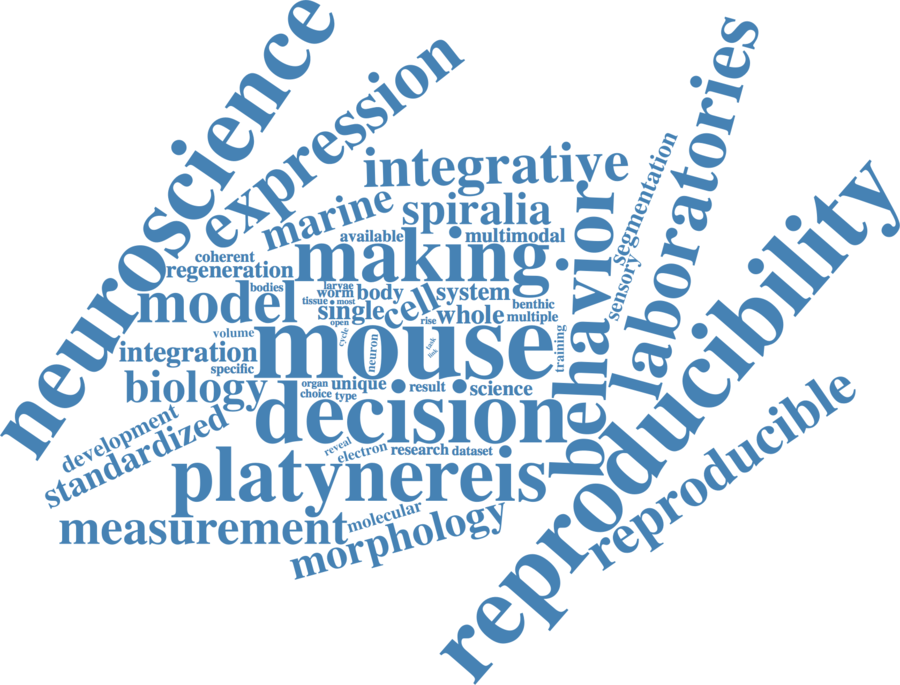 neuroscience
expression
laboratories
integrative
segmentation
reproducibility
marine
spiralia
behavior
available
multimodal
making
coherent
regeneration
sensory
bodies
larvae
model
worm
body
cell
system
tissue
most
single
benthic
whole
multiple
open
rise
volume
cycle
mouse
neuron
task
link
training
integration
specific
biology
organ
unique
result
science
choice
type
decision
reproducible
development
standardized
reveal
electron
research
dataset
platynereis
measurement
molecular
morphology